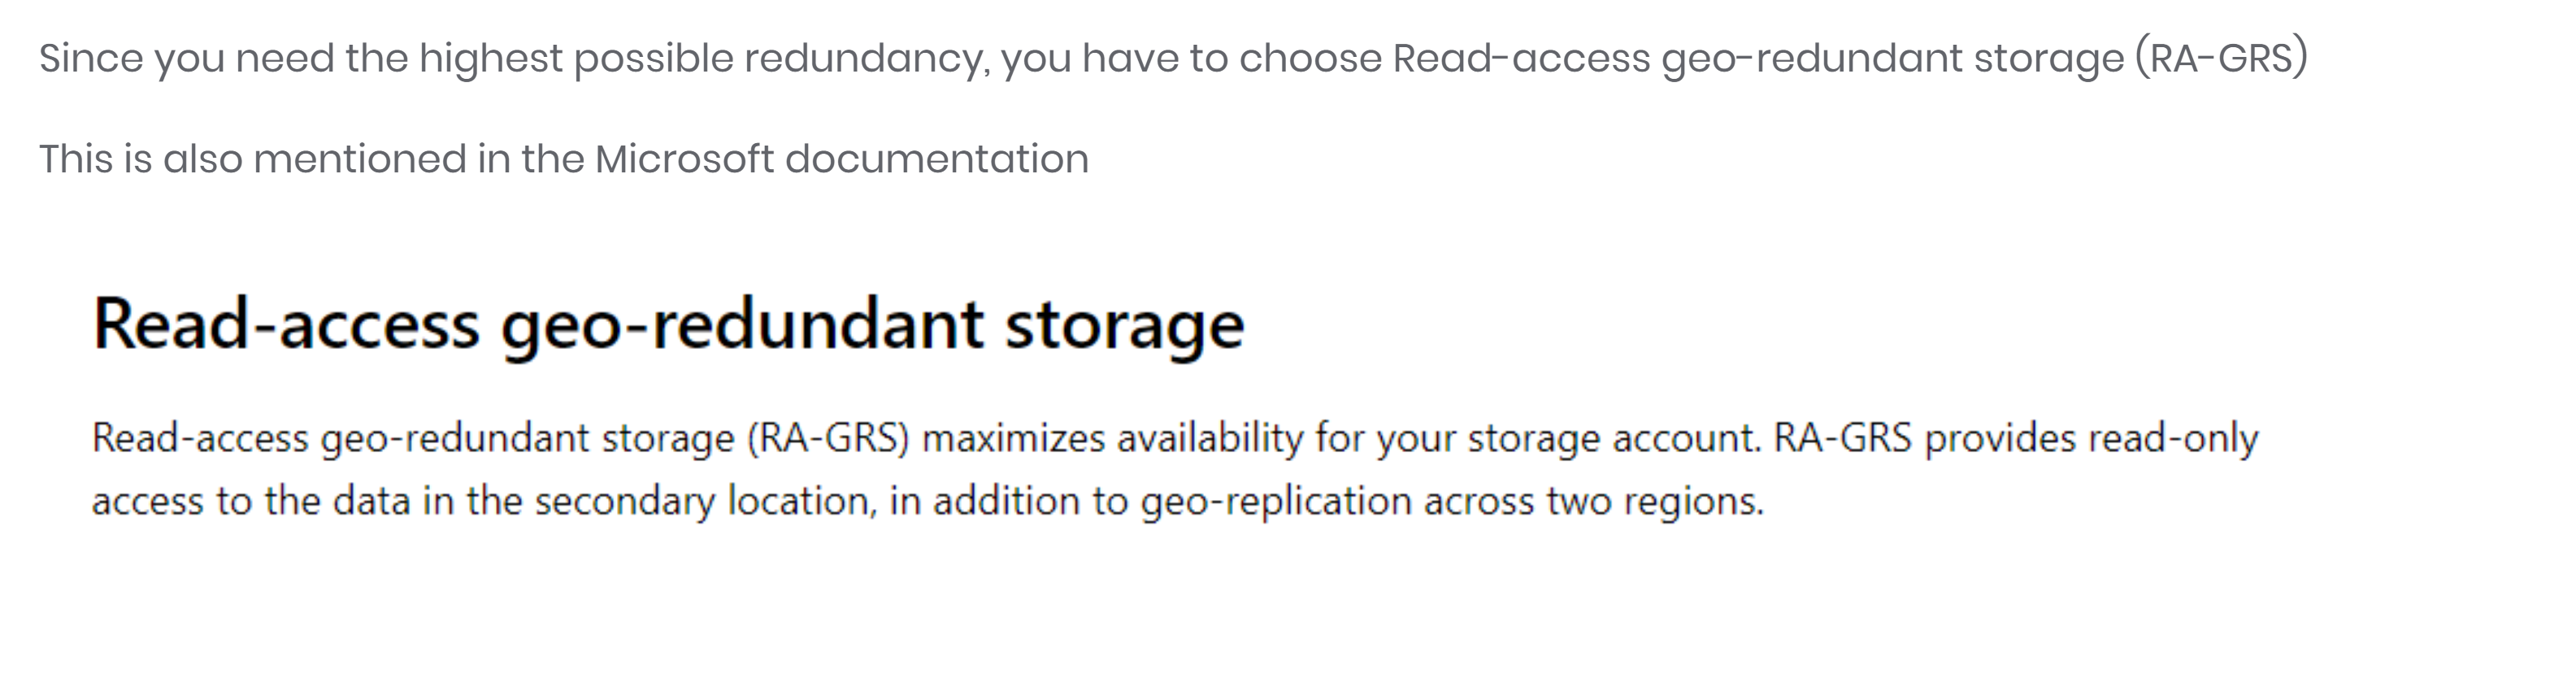 Since you need the highest possible redundancy, you have to choose Read-access geo-redundant storage (RA-GRS)
This is also mentioned in the Microsoft documentation
Read-access geo-redundant storage
Read-access geo-redundant storage (RA-GRS) maximizes availability for your storage account. RA-GRS provides read-only
access to the data in the secondary location, in addition to geo-replication across two regions.